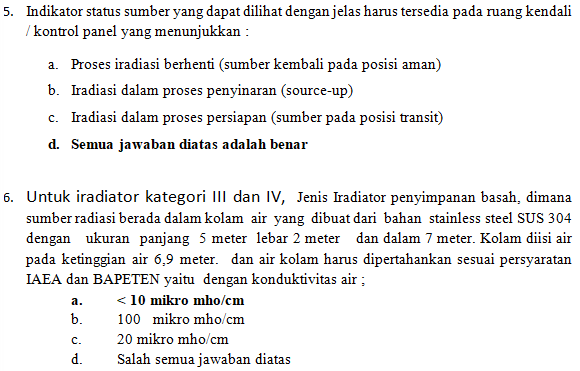 5. Indikator status sumber yang dapat dilihat dengan jelas harus tersedia pada ruang kendali
/ kontrol panel yang menunjukkan :
a. Proses iradiasi berhenti (sumber kembali pada posisi aman)
b. Iradiasi dalam proses penyinaran (source-up)
c. Iradiasi dalam proses persiapan (sumber pada posisi transit)
d. Semua jawaban diatas adalah benar
6. Untuk iradiator kategori III dan IV, Jenis Iradiator penyimpanan basah, dimana
sumber radiasi berada dalam kolam air yang dibuat dari bahan stainless steel SUS 304
dengan ukuran panjang 5 meter lebar 2 meter dan dalam 7 meter. Kolam diisi air
pada ketinggian air 6,9 meter. dan air kolam harus dipertahankan sesuai persyaratan
IAEA dan BAPETEN yaitu dengan konduktivitas air ;
a. < 10 mikro mho/cm
b. 100 mikro mho/cm
c. 20 mikro mho/cm
d. Salah semua jawaban diatas